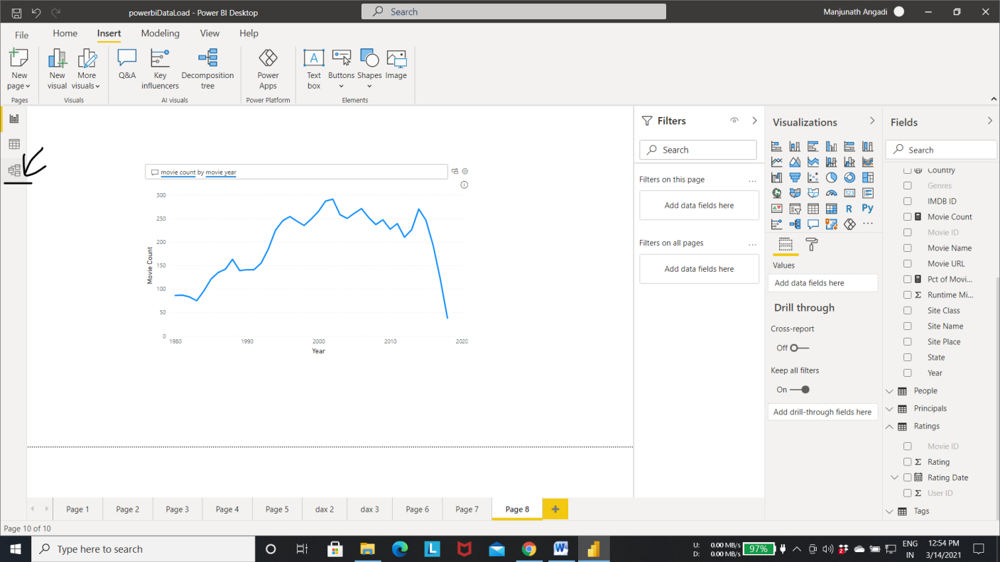 powerbiDataLoad - Power BI Desktop
Search
Manjunath Angadi
File
Home
Insert
Modeling
View
Help
New page
New visual
More visuals
Q&A
Key influencers
Decomposition tree
Power Apps
Text box
Buttons
Shapes
Image
Pages
Visuals
AI visuals
Power Platform
Elements
movie count by movie year
300
250
200
150
100
50
0
Movie Count
1980
1990
2000
2010
2020
Year
Filters
Search
Filters on this page
...
Add data fields here
Filters on all pages
...
Add data fields here
Visualizations
123
R
Py
...
Values
Add data fields here
Drill through
Cross-report
Off
Keep all filters
On
Add drill-through fields here
Fields
Search
Country
Genres
IMDB ID
Movie Count
Movie ID
Movie Name
Movie URL
Pct of Movi...
Σ Runtime Mi...
Site Class
Site Name
Site Place
State
Year
People
Principals
Ratings
Movie ID
Σ Rating
Rating Date
Σ User ID
Tags
Page 1
Page 2
Page 3
Page 4
Page 5
dax 2
dax 3
Page 6
Page 7
Page 8
+
Page 10 of 10
Type here to search
L
W
U: 0.00 MB/s
D: 0.00 MB/s
97%
2
ENG
IN
12:54 PM
3/14/2021